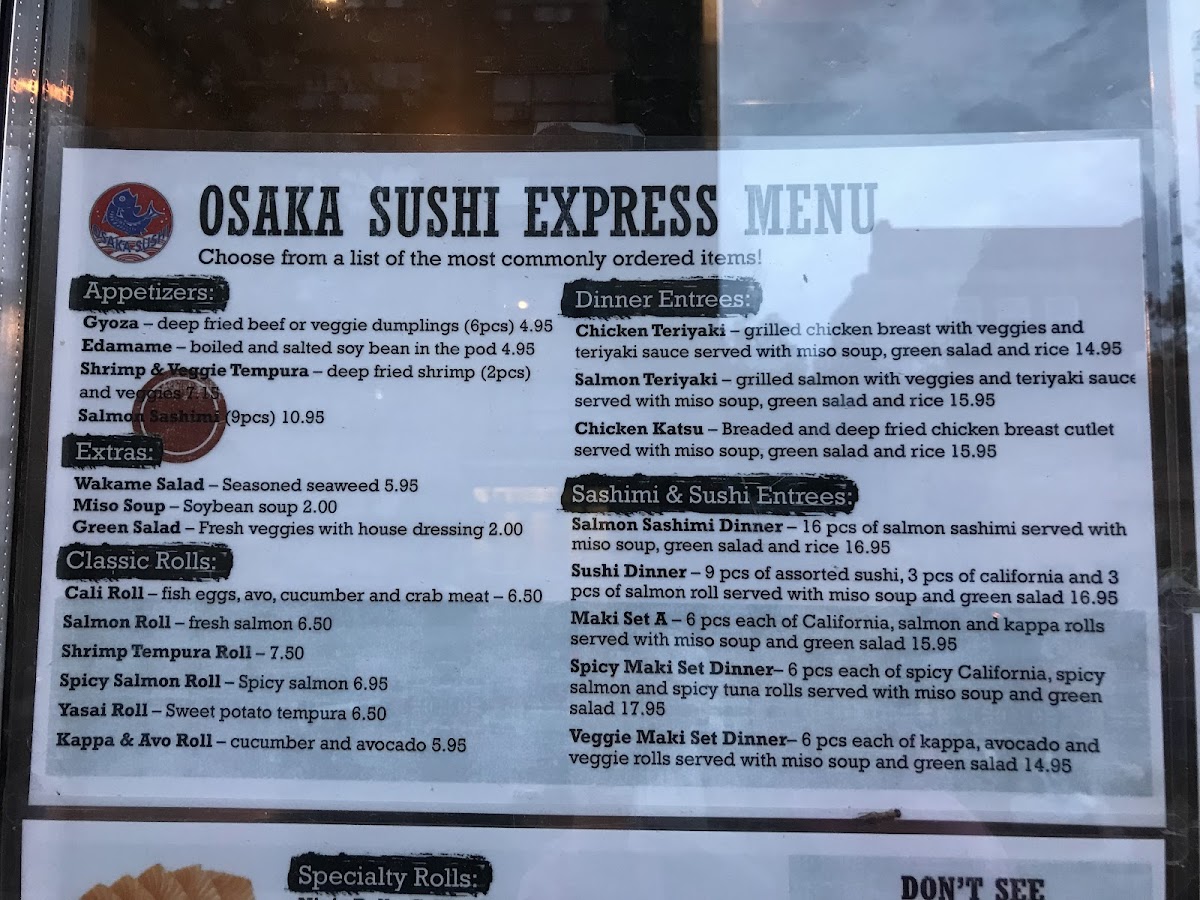 OSAKA SUSHI
OSAKA SUSHI EXPRESS MENU
Choose from a list of the most commonly ordered items!
Appetizers:
Gyoza – deep fried beef or veggie dumplings (6pcs) 4.95
Edamame – boiled and salted soy bean in the pod 4.95
Shrimp & Veggie Tempura – deep fried shrimp (2pcs)
and veggies 7.15
Salmon Sashimi (9pcs) 10.95
Extras:
Wakame Salad – Seasoned seaweed 5.95
Miso Soup – Soybean soup 2.00
Green Salad – Fresh veggies with house dressing 2.00
Classic Rolls:
Cali Roll – fish eggs, avo, cucumber and crab meat – 6.50
Salmon Roll – fresh salmon 6.50
Shrimp Tempura Roll – 7.50
Spicy Salmon Roll – Spicy salmon 6.95
Yasai Roll – Sweet potato tempura 6.50
Kappa & Avo Roll – cucumber and avocado 5.95
Dinner Entrees:
Chicken Teriyaki – grilled chicken breast with veggies and
teriyaki sauce served with miso soup, green salad and rice 14.95
Salmon Teriyaki – grilled salmon with veggies and teriyaki sauce
served with miso soup, green salad and rice 15.95
Chicken Katsu – Breaded and deep fried chicken breast cutlet
served with miso soup, green salad and rice 15.95
Sashimi & Sushi Entrees:
Salmon Sashimi Dinner – 16 pcs of salmon sashimi served with
miso soup, green salad and rice 16.95
Sushi Dinner – 9 pcs of assorted sushi, 3 pcs of california and 3
pcs of salmon roll served with miso soup and green salad 16.95
Maki Set A – 6 pcs each of California, salmon and kappa rolls
served with miso soup and green salad 15.95
Spicy Maki Set Dinner– 6 pcs each of spicy California, spicy
salmon and spicy tuna rolls served with miso soup and green
salad 17.95
Veggie Maki Set Dinner– 6 pcs each of kappa, avocado and
veggie rolls served with miso soup and green salad 14.95
Specialty Rolls:
DON'T SEE